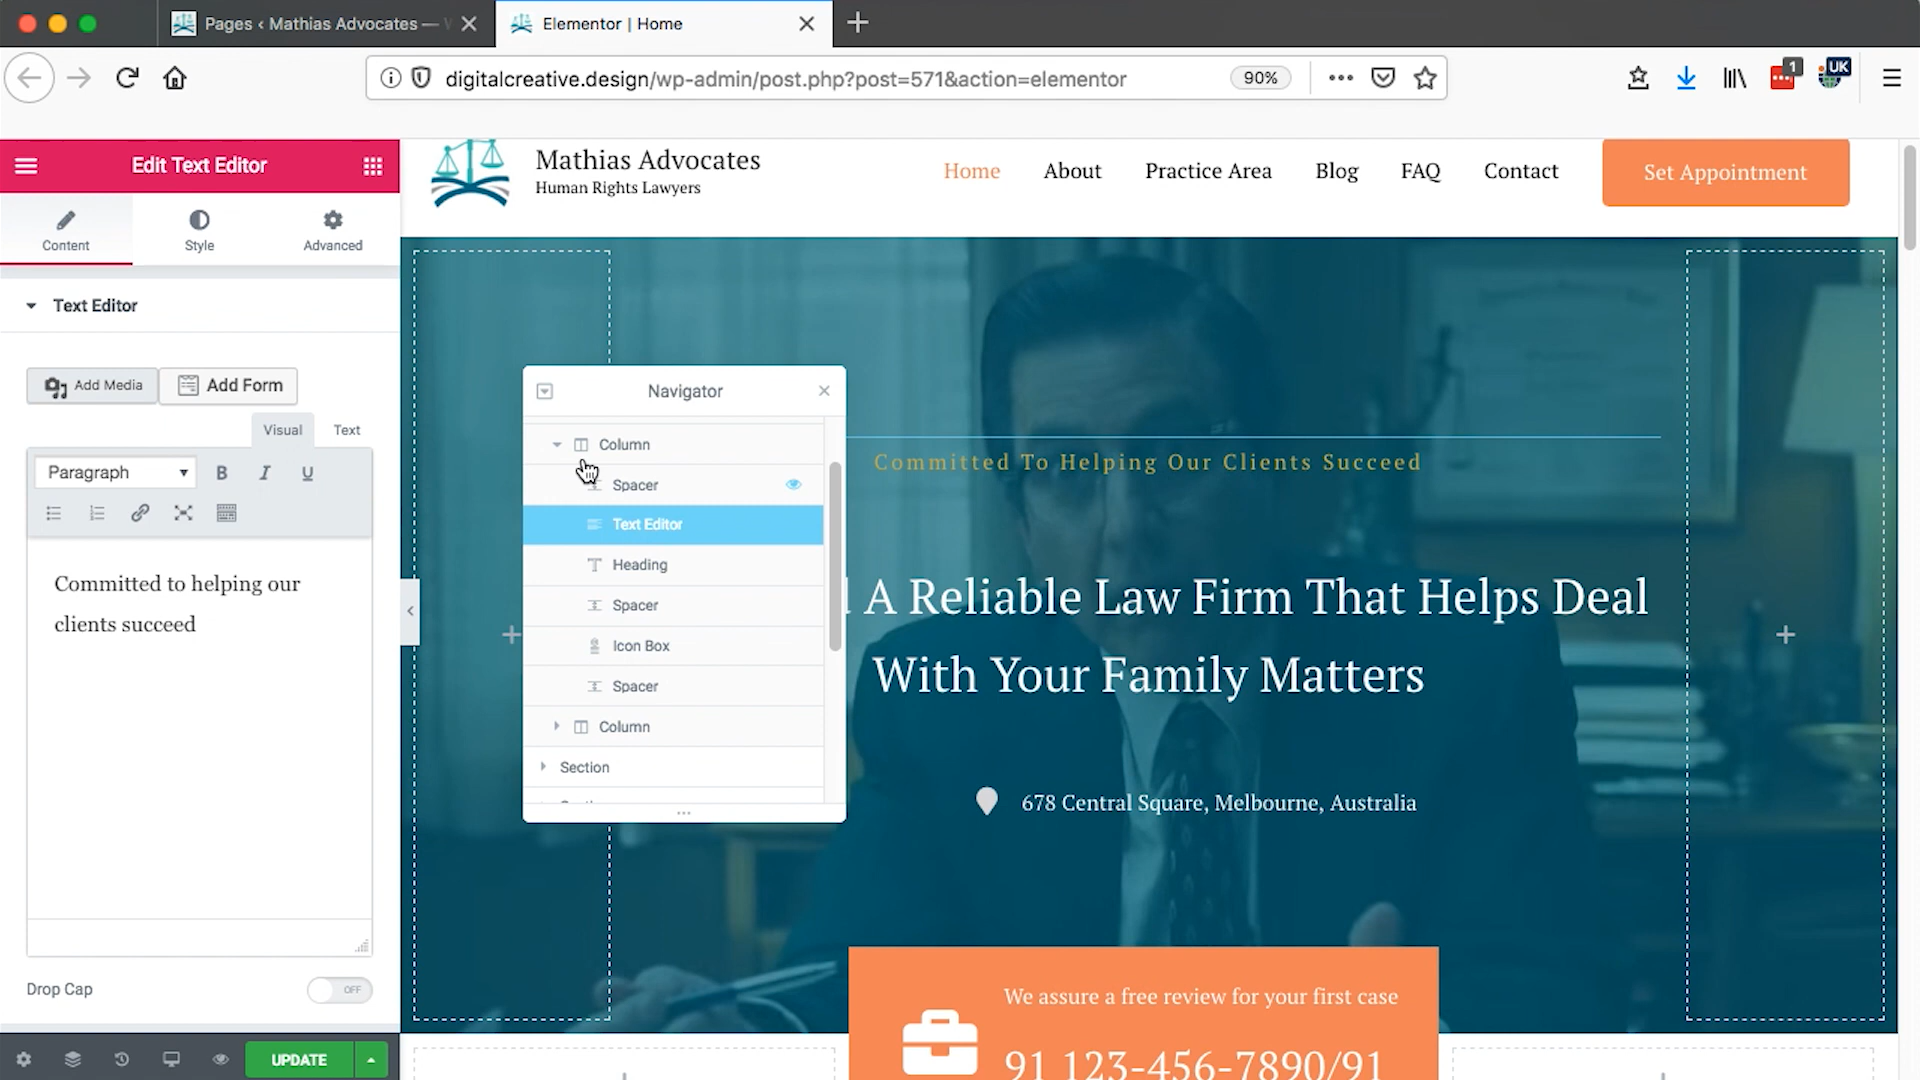 Pages ‹ Mathias Advocates —
Elementor | Home
digitalcreative.design/wp-admin/post.php?post=571&action=elementor
90%
1
UK
Edit Text Editor
Content
Style
Advanced
Text Editor
Add Media
Add Form
Visual
Text
Paragraph
B
I
U
Committed to helping our
clients succeed
Drop Cap
OFF
UPDATE
Mathias Advocates
Human Rights Lawyers
Home
About
Practice Area
Blog
FAQ
Contact
Set Appointment
Navigator
Column
Spacer
Text Editor
Heading
Spacer
Icon Box
Spacer
Column
Section
Committed To Helping Our Clients Succeed
A Reliable Law Firm That Helps Deal
With Your Family Matters
678 Central Square, Melbourne, Australia
We assure a free review for your first case
91 123-456-7890/91